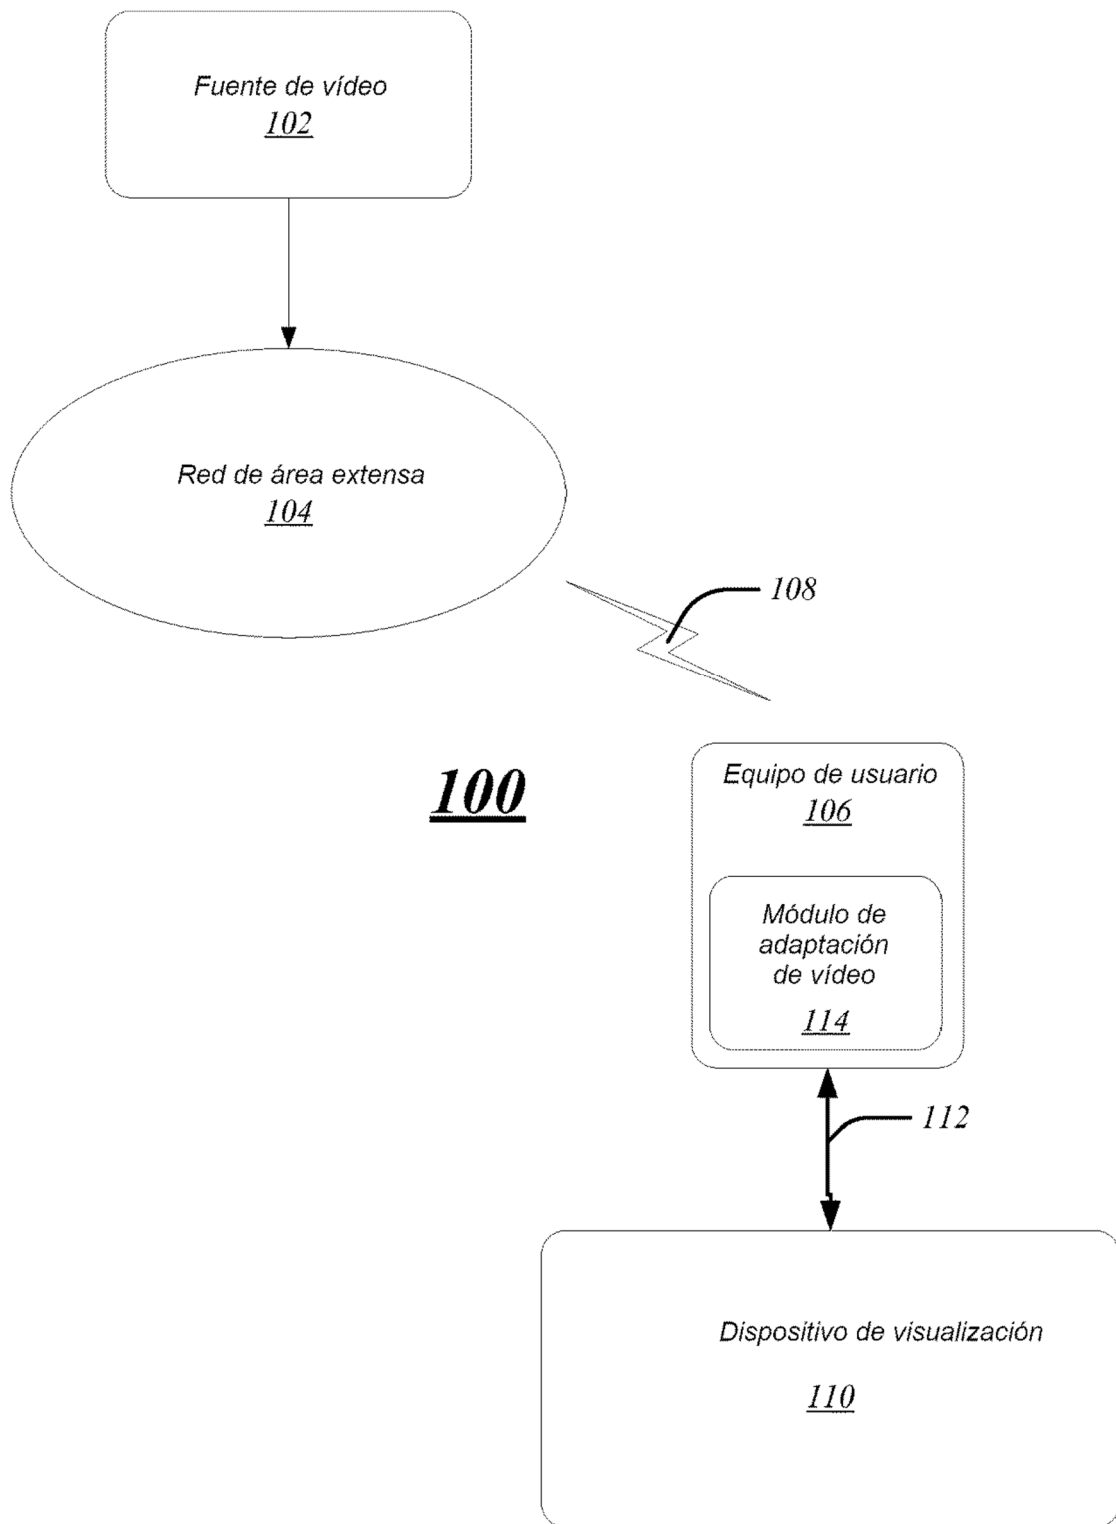 Fuente de vídeo
102
Red de área extensa
104
108
100
Equipo de usuario
106
Módulo de
adaptación
de vídeo
114
112
Dispositivo de visualización
110